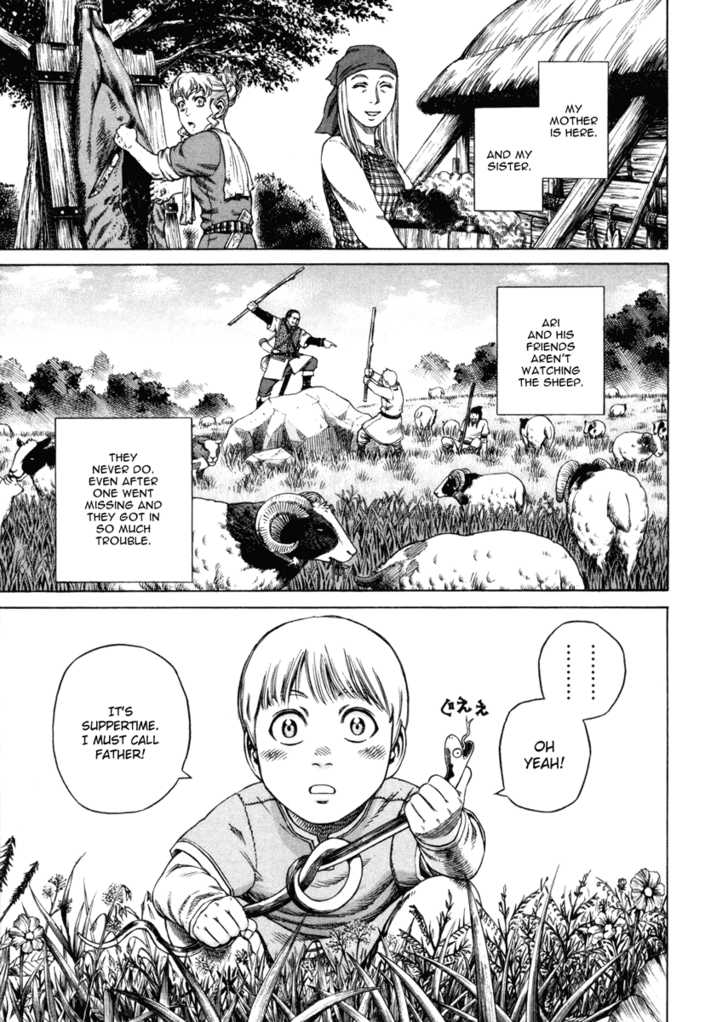 MY
MOTHER
IS HERE.
AND MY
SISTER.
ARI
AND HIS
FRIENDS
AREN'T
WATCHING
THE SHEEP.
THEY
NEVER DO.
EVEN AFTER
ONE WENT
MISSING AND
THEY GOT IN
SO MUCH
TROUBLE.
........
OH
YEAH!
ぐええ
IT'S
SUPPERTIME.
I MUST CALL
FATHER!